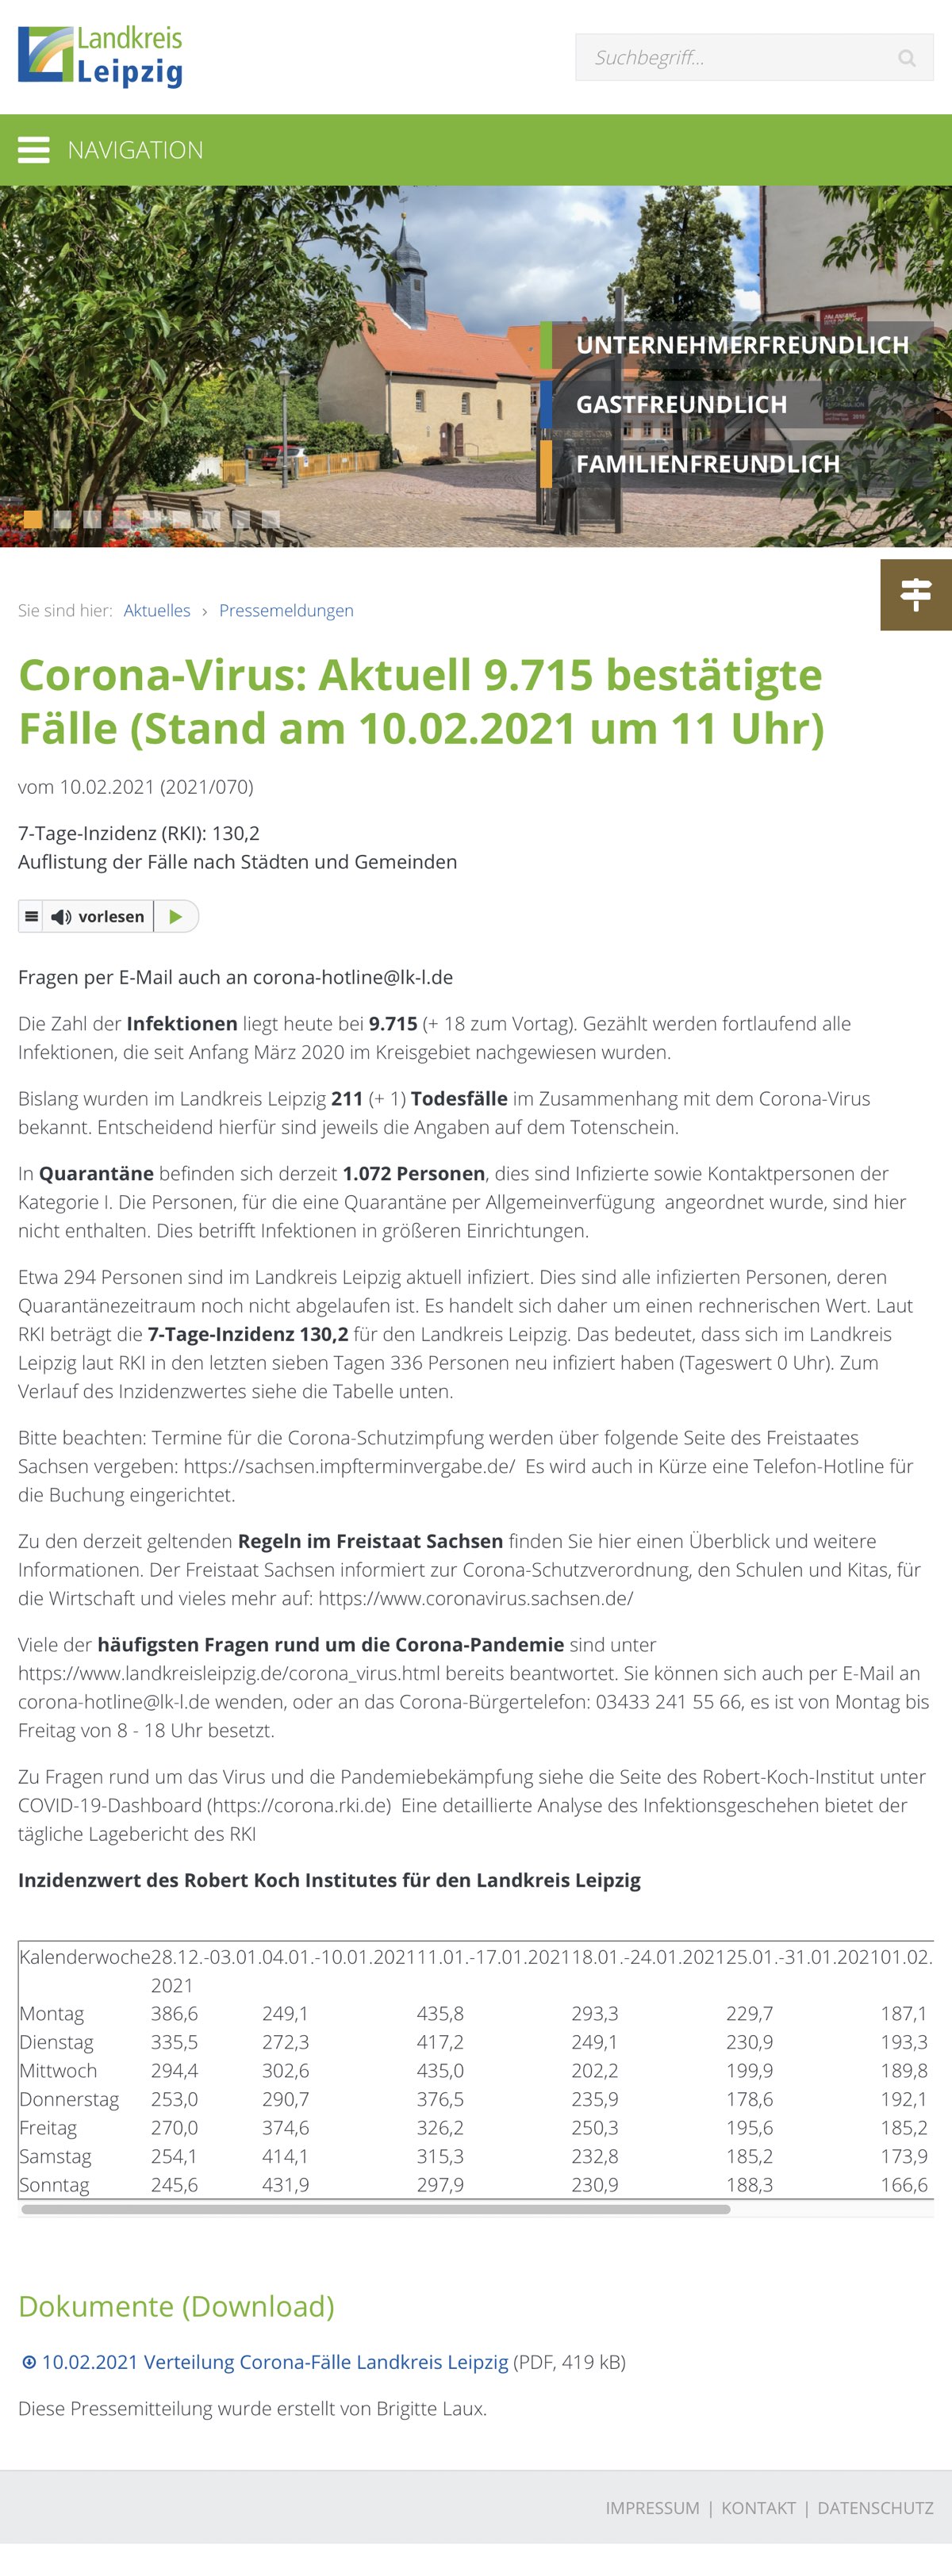 Landkreis
Leipzig
Suchbegriff...
NAVIGATION
UNTERNEHMERFREUNDLICH
GASTFREUNDLICH
FAMILIENFREUNDLICH
Sie sind hier: Aktuelles › Pressemeldungen
Corona-Virus: Aktuell 9.715 bestätigte
Fälle (Stand am 10.02.2021 um 11 Uhr)
vom 10.02.2021 (2021/070)
7-Tage-Inzidenz (RKI): 130,2
Auflistung der Fälle nach Städten und Gemeinden
vorlesen
Fragen per E-Mail auch an corona-hotline@lk-l.de
Die Zahl der Infektionen liegt heute bei 9.715 (+ 18 zum Vortag). Gezählt werden fortlaufend alle
Infektionen, die seit Anfang März 2020 im Kreisgebiet nachgewiesen wurden.
Bislang wurden im Landkreis Leipzig 211 (+ 1) Todesfälle im Zusammenhang mit dem Corona-Virus
bekannt. Entscheidend hierfür sind jeweils die Angaben auf dem Totenschein.
In Quarantäne befinden sich derzeit 1.072 Personen, dies sind Infizierte sowie Kontaktpersonen der
Kategorie I. Die Personen, für die eine Quarantäne per Allgemeinverfügung  angeordnet wurde, sind hier
nicht enthalten. Dies betrifft Infektionen in größeren Einrichtungen.
Etwa 294 Personen sind im Landkreis Leipzig aktuell infiziert. Dies sind alle infizierten Personen, deren
Quarantänezeitraum noch nicht abgelaufen ist. Es handelt sich daher um einen rechnerischen Wert. Laut
RKI beträgt die 7-Tage-Inzidenz 130,2 für den Landkreis Leipzig. Das bedeutet, dass sich im Landkreis
Leipzig laut RKI in den letzten sieben Tagen 336 Personen neu infiziert haben (Tageswert 0 Uhr). Zum
Verlauf des Inzidenzwertes siehe die Tabelle unten.
Bitte beachten: Termine für die Corona-Schutzimpfung werden über folgende Seite des Freistaates
Sachsen vergeben: https://sachsen.impfterminvergabe.de/  Es wird auch in Kürze eine Telefon-Hotline für
die Buchung eingerichtet.
Zu den derzeit geltenden Regeln im Freistaat Sachsen finden Sie hier einen Überblick und weitere
Informationen. Der Freistaat Sachsen informiert zur Corona-Schutzverordnung, den Schulen und Kitas, für
die Wirtschaft und vieles mehr auf: https://www.coronavirus.sachsen.de/
Viele der häufigsten Fragen rund um die Corona-Pandemie sind unter
https://www.landkreisleipzig.de/corona_virus.html bereits beantwortet. Sie können sich auch per E-Mail an
corona-hotline@lk-l.de wenden, oder an das Corona-Bürgertelefon: 03433 241 55 66, es ist von Montag bis
Freitag von 8 - 18 Uhr besetzt.
Zu Fragen rund um das Virus und die Pandemiebekämpfung siehe die Seite des Robert-Koch-Institut unter
COVID-19-Dashboard (https://corona.rki.de)  Eine detaillierte Analyse des Infektionsgeschehen bietet der
tägliche Lagebericht des RKI
Inzidenzwert des Robert Koch Institutes für den Landkreis Leipzig
Kalenderwoche 28.12.-03.01. 04.01.-10.01.2021 11.01.-17.01.2021 18.01.-24.01.2021 25.01.-31.01.2021 01.02.
2021
Montag 386,6 249,1 435,8 293,3 229,7 187,1
Dienstag 335,5 272,3 417,2 249,1 230,9 193,3
Mittwoch 294,4 302,6 435,0 202,2 199,9 189,8
Donnerstag 253,0 290,7 376,5 235,9 178,6 192,1
Freitag 270,0 374,6 326,2 250,3 195,6 185,2
Samstag 254,1 414,1 315,3 232,8 185,2 173,9
Sonntag 245,6 431,9 297,9 230,9 188,3 166,6
Dokumente (Download)
10.02.2021 Verteilung Corona-Fälle Landkreis Leipzig (PDF, 419 kB)
Diese Pressemitteilung wurde erstellt von Brigitte Laux.
IMPRESSUM | KONTAKT | DATENSCHUTZ